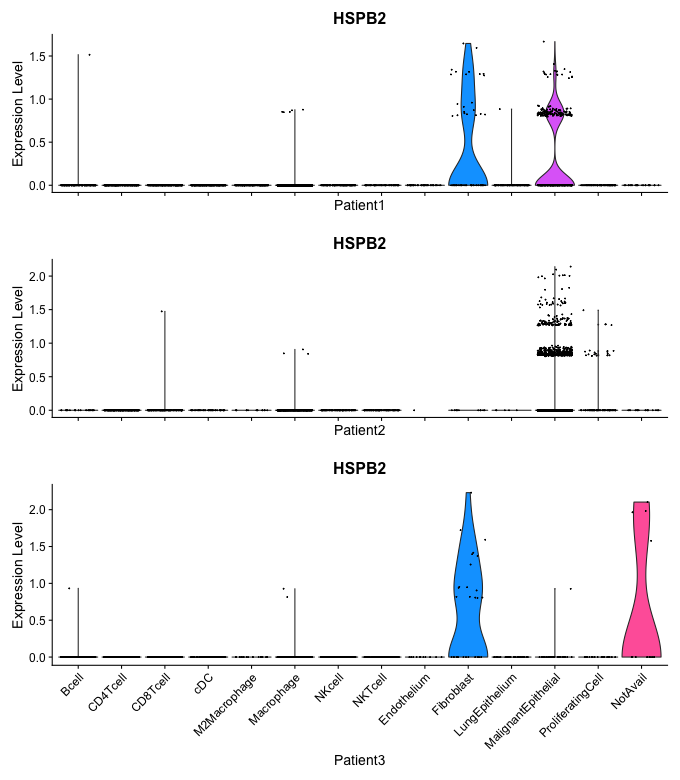 HSPB2
Expression Level
1.5
1.0
0.5
0.0
Patient1
HSPB2
Expression Level
2.0
1.5
1.0
0.5
0.0
Patient2
HSPB2
Expression Level
2.0
1.5
1.0
0.5
0.0
Bcell
CD4Tcell
CD8Tcell
cDC
M2Macrophage
Macrophage
NKcell
NKTcell
Endothelium
Fibroblast
LungEpithelium
MalignantEpithelial
ProliferatingCell
NotAvail
Patient3